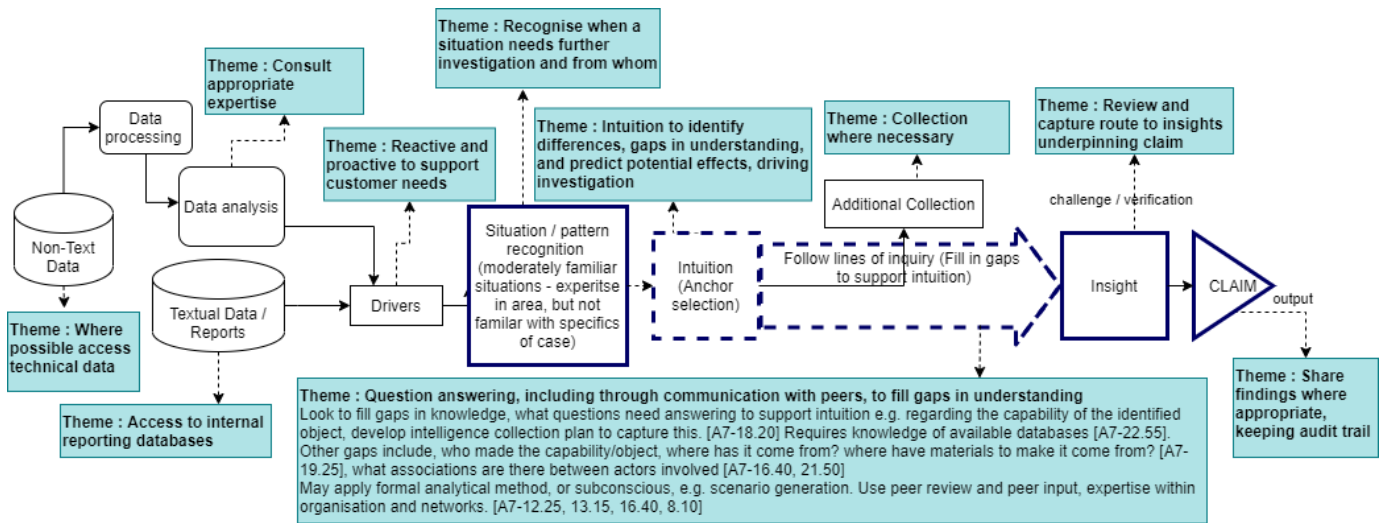 Theme : Recognise when a
situation needs further
investigation and from whom
Theme : Consult
appropriate
expertise
Theme : Collection
where necessary
Theme : Review and
capture route to insights
underpinning claim
Data
processing
Theme : Reactive and
proactive to support
customer needs
Theme : Intuition to identify
differences, gaps in understanding,
and predict potential effects, driving
investigation
Data analysis
Additional Collection
challenge / verification
Non-Text
Data
Situation / pattern
recognition
(moderately familiar
situations - experitse
in area, but not
familar with specifics
of case)
Intuition
(Anchor
selection)
Follow lines of inquiry (Fill in gaps
to support intuition)
Insight
CLAIM
output
Textual Data /
Reports
Drivers
Theme : Where
possible access
technical data
Theme : Access to internal
reporting databases
Theme : Question answering, including through communication with peers, to fill gaps in understanding
Look to fill gaps in knowledge, what questions need answering to support intuition e.g. regarding the capability of the identified
object, develop intelligence collection plan to capture this. [A7-18.20] Requires knowledge of available databases [A7-22.55].
Other gaps include, who made the capability/object, where has it come from? where have materials to make it come from? [A7-
19.25], what associations are there between actors involved [A7-16.40, 21.50]
May apply formal analytical method, or subconscious, e.g. scenario generation. Use peer review and peer input, expertise within
organisation and networks. [A7-12.25, 13.15, 16.40, 8.10]
Theme : Share
findings where
appropriate,
keeping audit trail